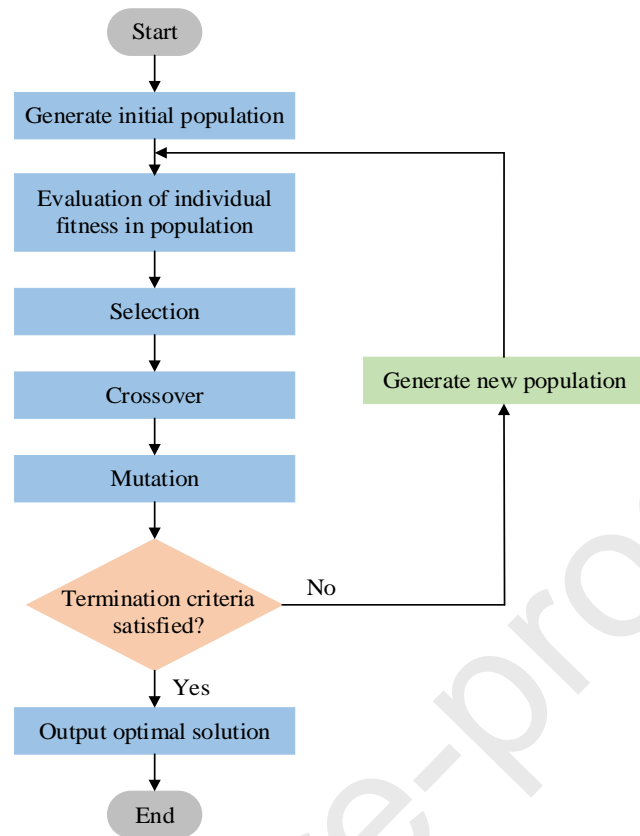 Start
Generate initial population
Evaluation of individual
fitness in population
Selection
Crossover
Generate new population
Mutation
Termination criteria
satisfied?
No
Yes
Output optimal solution
End